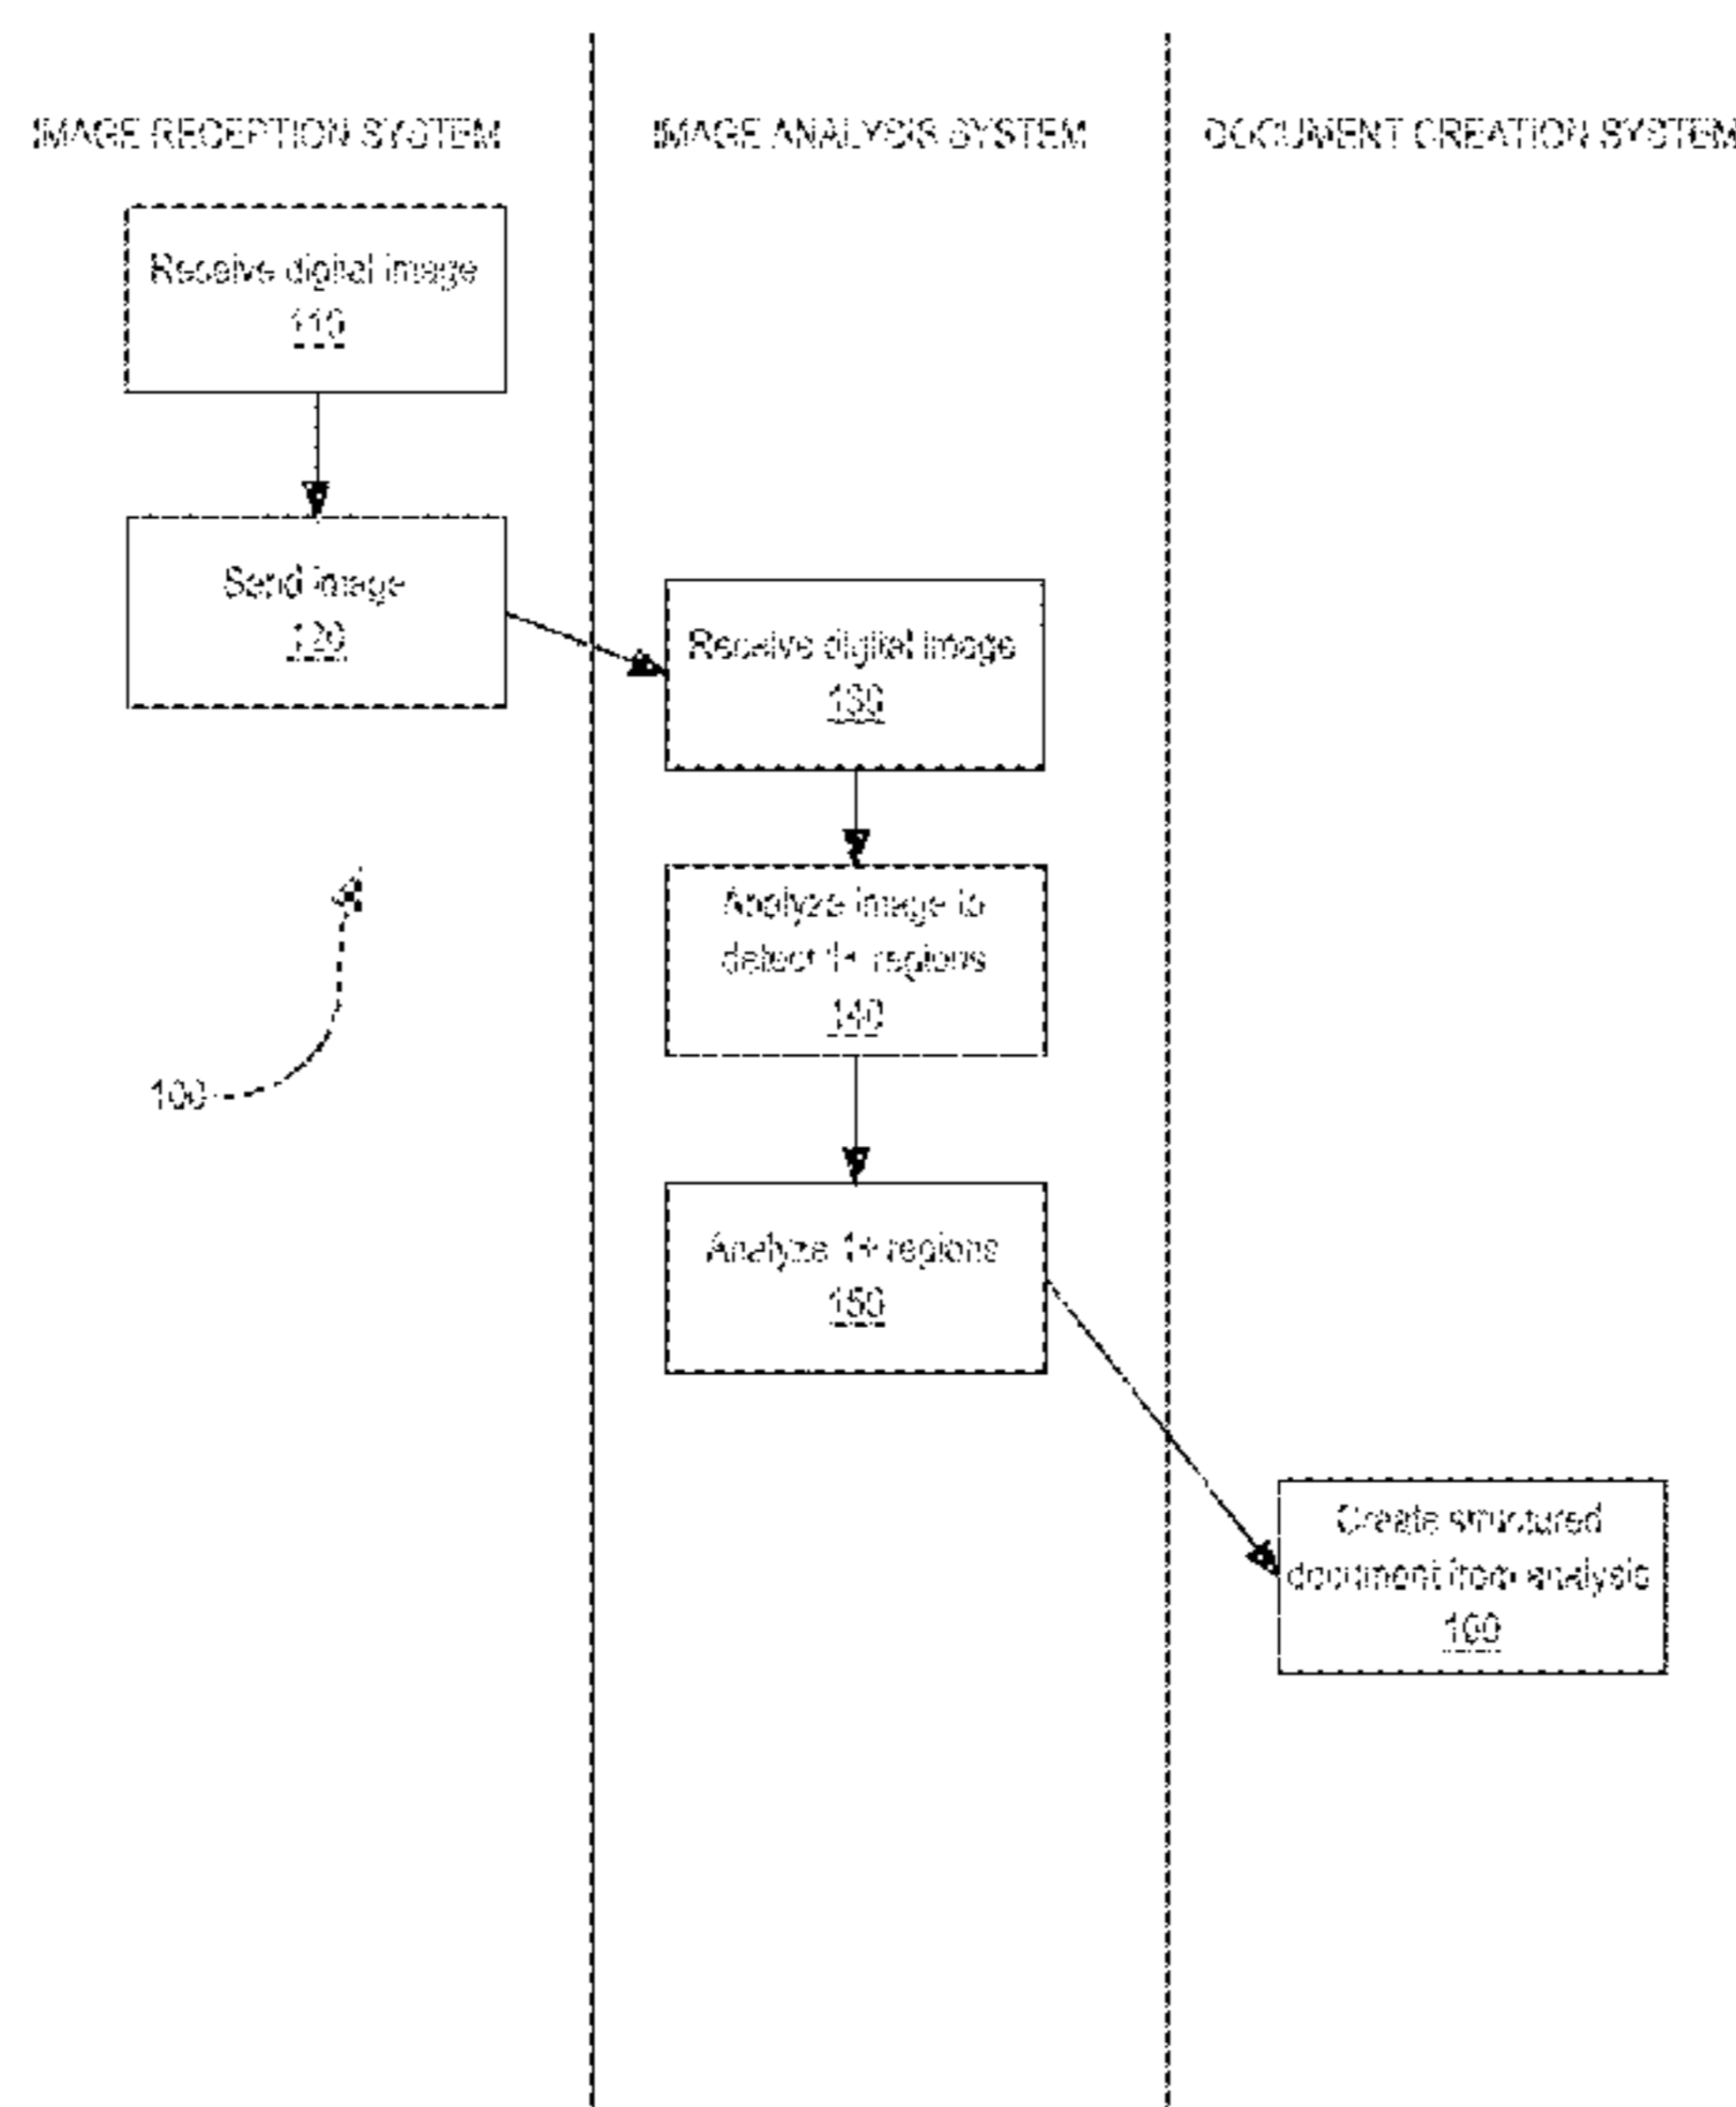 IMAGE RECEPTION SYSTEM
IMAGE ANALYSIS SYSTEM
DOCUMENT CREATION SYSTEM
Receive digital image
110
Send image
120
Receive digital image
130
Analyze image to
detect 1+ regions
140
100
Analyze 1+ regions
150
Create structured
document from analysis
160